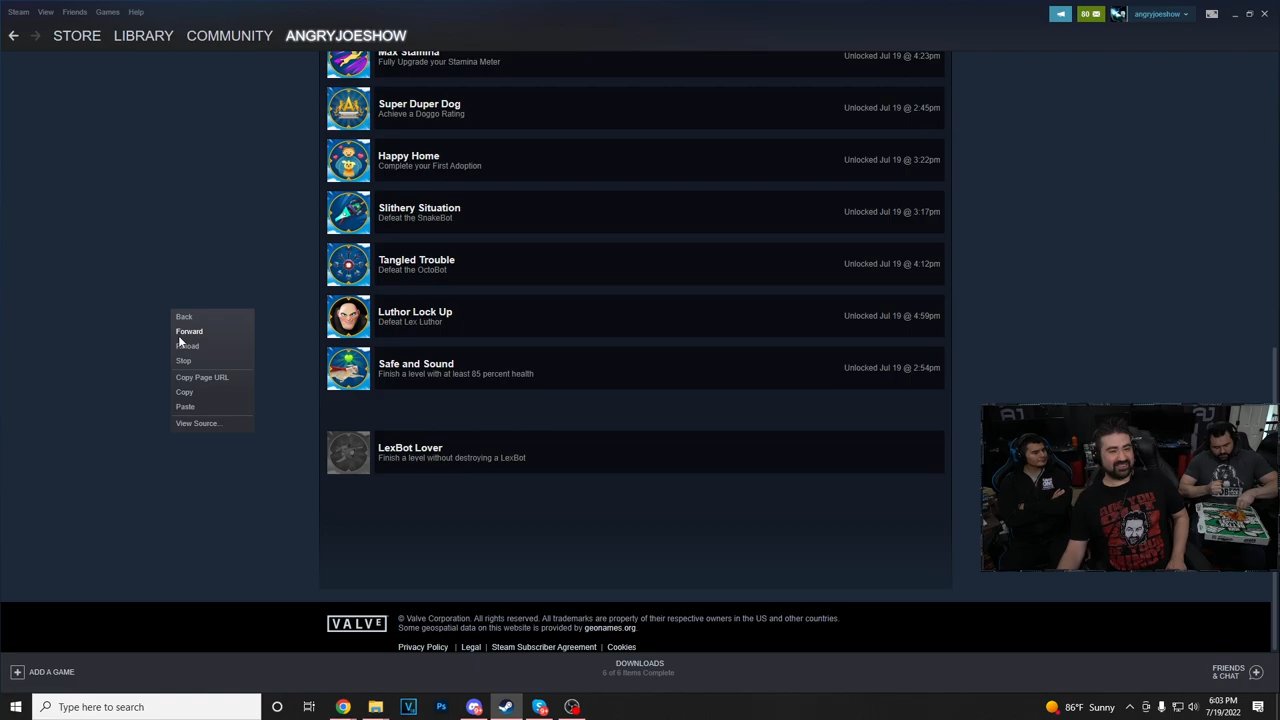 Steam View Friends Games Help
80
angryjoeshow
STORE LIBRARY COMMUNITY ANGRYJOESHOW
Max Stamina
Fully Upgrade your Stamina Meter
Unlocked Jul 19 @ 4:23pm
Super Duper Dog
Achieve a Doggo Rating
Unlocked Jul 19 @ 2:45pm
Happy Home
Complete your First Adoption
Unlocked Jul 19 @ 3:22pm
Slithery Situation
Defeat the SnakeBot
Unlocked Jul 19 @ 3:17pm
Tangled Trouble
Defeat the OctoBot
Unlocked Jul 19 @ 4:12pm
Luthor Lock Up
Defeat Lex Luthor
Unlocked Jul 19 @ 4:59pm
Safe and Sound
Finish a level with at least 85 percent health
Unlocked Jul 19 @ 2:54pm
LexBot Lover
Finish a level without destroying a LexBot
Back
Forward
Reload
Stop
Copy Page URL
Copy
Paste
View Source...
VALVE
© Valve Corporation. All rights reserved. All trademarks are property of their respective owners in the US and other countries.
Some geospatial data on this website is provided by geonames.org.
Privacy Policy | Legal | Steam Subscriber Agreement | Cookies
ADD A GAME
DOWNLOADS
6 of 6 Items Complete
FRIENDS
& CHAT
Type here to search
Ps
86°F Sunny
6:03 PM
7/19/2022